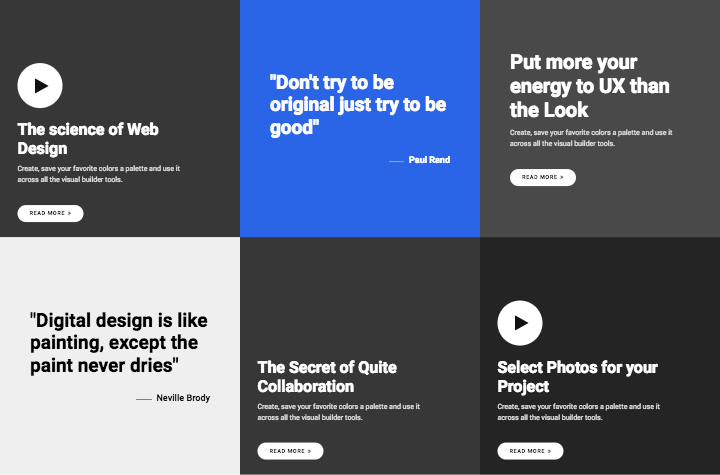 The science of Web
Design
Create, save your favorite colors a palette and use it
across all the visual builder tools.
READ MORE »
"Don't try to be
original just try to be
good"
Paul Rand
Put more your
energy to UX than
the Look
Create, save your favorite colors a palette and use it
across all the visual builder tools.
READ MORE »
"Digital design is like
painting, except the
paint never dries"
Neville Brody
The Secret of Quite
Collaboration
Create, save your favorite colors a palette and use it
across all the visual builder tools.
READ MORE »
Select Photos for your
Project
Create, save your favorite colors a palette and use it
across all the visual builder tools.
READ MORE »